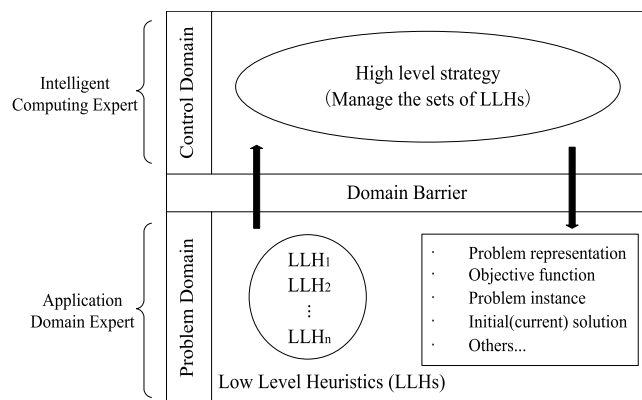 Intelligent
Computing Expert
Control Domain
High level strategy
(Manage the sets of LLHs)
Domain Barrier
Application
Domain Expert
Problem Domain
LLH1
LLH2
⋮
LLHn
Low Level Heuristics (LLHs)
· Problem representation
· Objective function
· Problem instance
· Initial(current) solution
· Others...